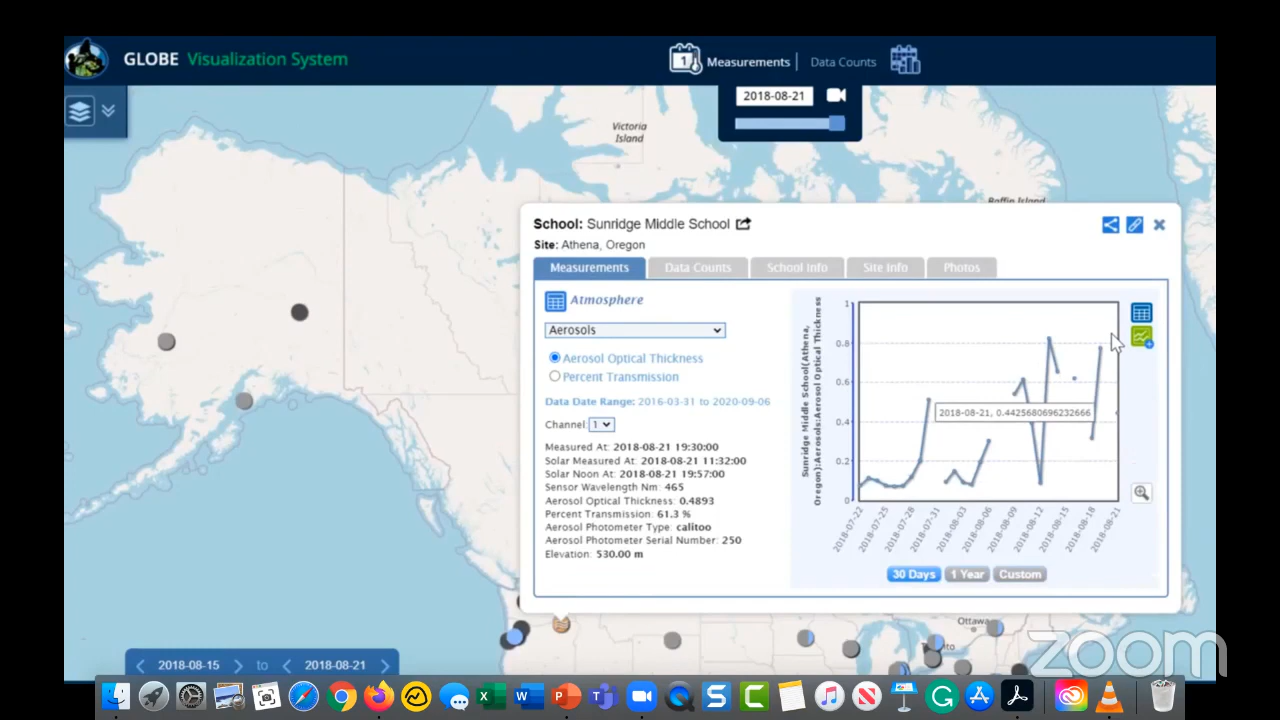 GLOBE Visualization System
1 Measurements | Data Counts
2018-08-21
Victoria
Island
Baffin Island
School: Sunridge Middle School
Site: Athena, Oregon
Measurements Data Counts School Info Site Info Photos
Atmosphere
Aerosols
Aerosol Optical Thickness
Percent Transmission
Data Date Range: 2016-03-31 to 2020-09-06
Channel: 1
Measured At: 2018-08-21 19:30:00
Solar Measured At: 2018-08-21 11:32:00
Solar Noon At: 2018-08-21 19:57:00
Sensor Wavelength Nm: 465
Aerosol Optical Thickness: 0.4893
Percent Transmission: 61.3 %
Aerosol Photometer Type: calitoo
Aerosol Photometer Serial Number: 250
Elevation: 530.00 m
Sunridge Middle School(Athena,
Oregon):Aerosols:Aerosol Optical Thickness
1
0.8
0.6
0.4
0.2
0
2018-08-21, 0.4425680696232666
2018-07-22
2018-07-25
2018-07-28
2018-07-31
2018-08-03
2018-08-06
2018-08-09
2018-08-12
2018-08-15
2018-08-18
2018-08-21
30 Days 1 Year Custom
Ottawa
2018-08-15 to 2018-08-21
zoom